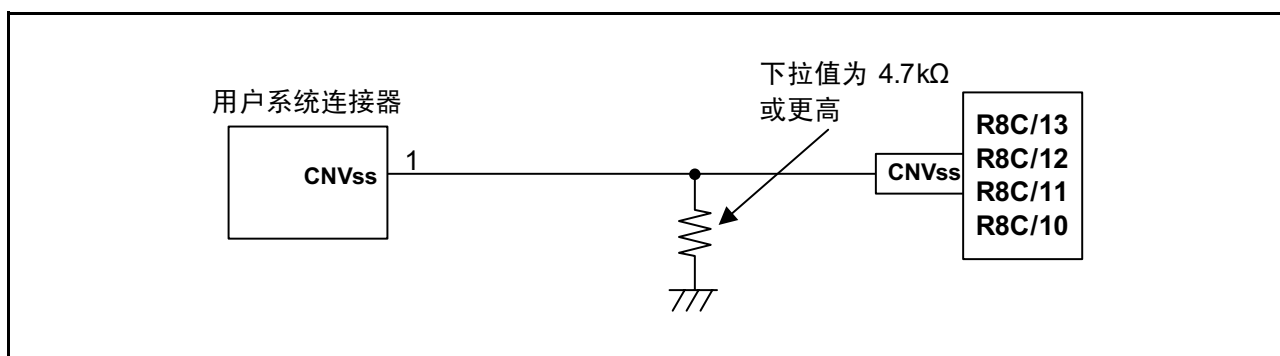 下拉值为 4.7kΩ
或更高
用户系统连接器
CNVss
1
CNVss
R8C/13
R8C/12
R8C/11
R8C/10